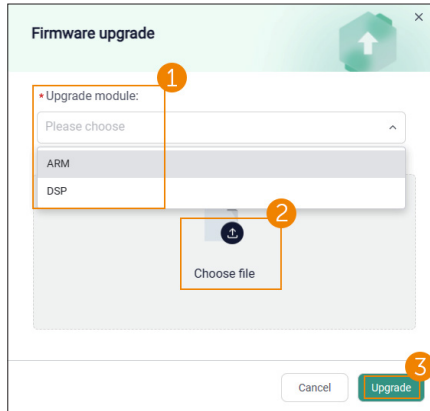 Firmware upgrade
×
1
*Upgrade module:
Please choose
ARM
DSP
2
Choose file
3
Cancel
Upgrade